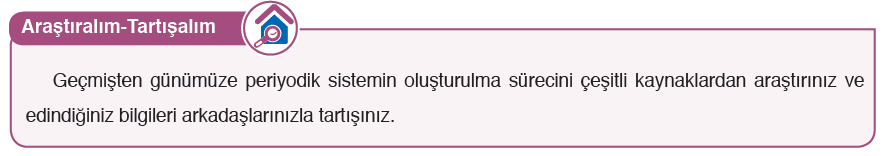 Araştıralım-Tartışalım
Geçmişten günümüze periyodik sistemin oluşturulma sürecini çeşitli kaynaklardan araştırınız ve
edindiğiniz bilgileri arkadaşlarınızla tartışınız.